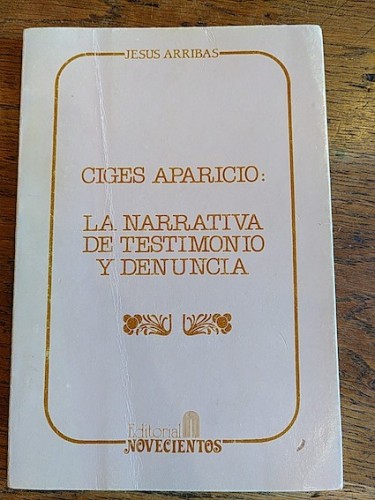 JESUS ARRIBAS
CIGES APARICIO:
LA NARRATIVA
DE TESTIMONIO
Y DENUNCIA
Editorial
NOVECIENTOS